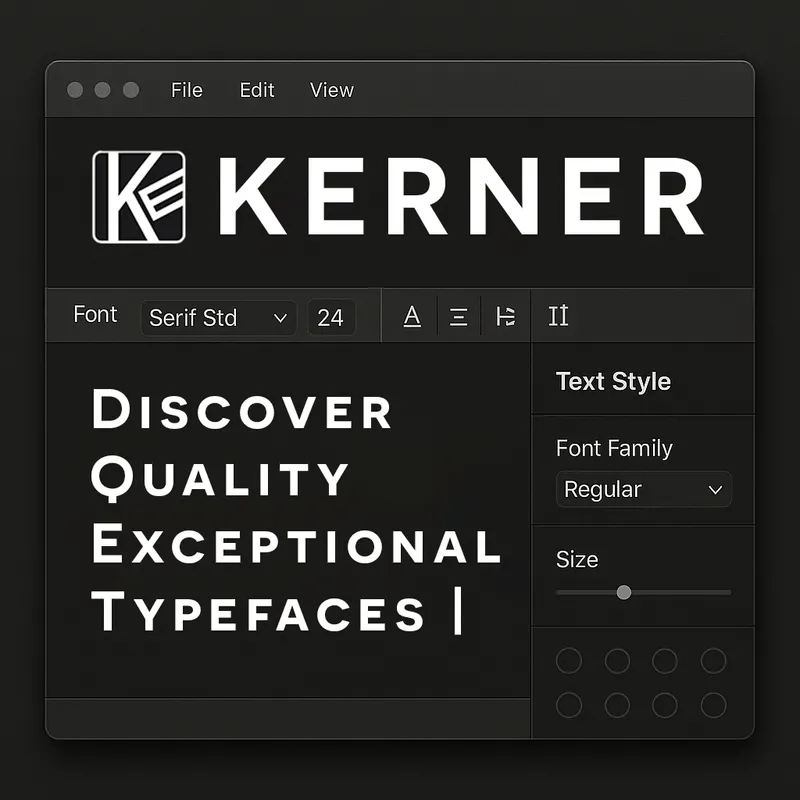 File Edit View
KE KERNER
Font Serif Std 24 A
Discover
Quality
Exceptional
Typefaces |
Text Style
Font Family
Regular
Size